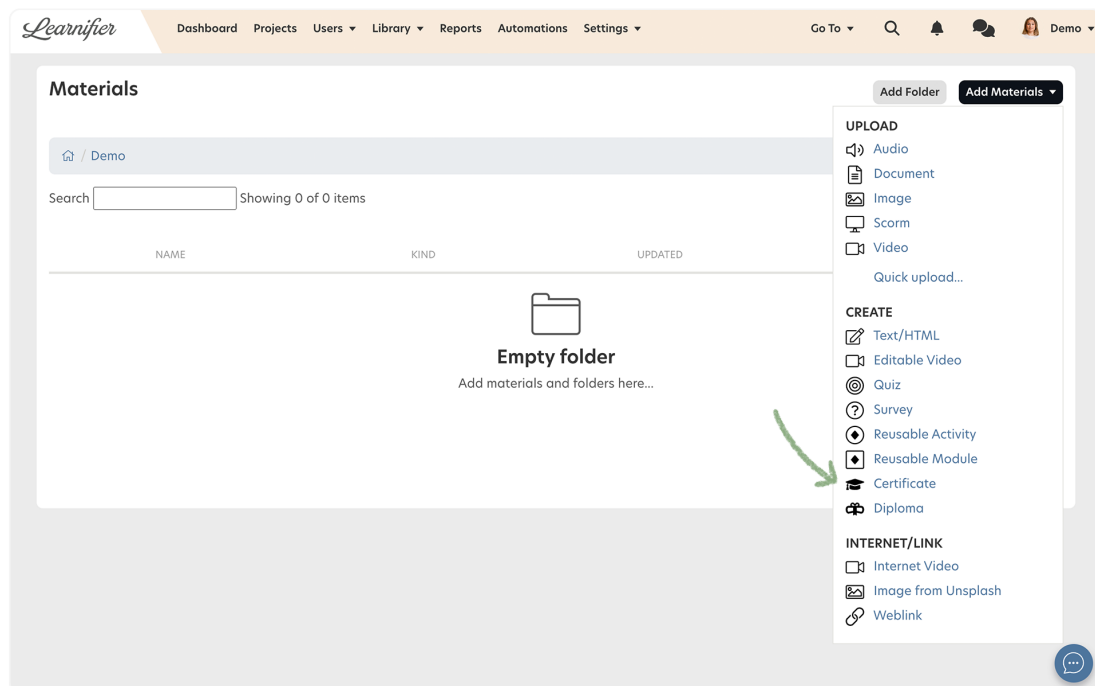 Learnifier Dashboard Projects Users Library Reports Automations Settings Go To Demo
Materials Add Folder Add Materials
/ Demo
Search Showing 0 of 0 items
NAME KIND UPDATED
Empty folder
Add materials and folders here...
UPLOAD
Audio
Document
Image
Scorm
Video
Quick upload...
CREATE
Text/HTML
Editable Video
Quiz
Survey
Reusable Activity
Reusable Module
Certificate
Diploma
INTERNET/LINK
Internet Video
Image from Unsplash
Weblink